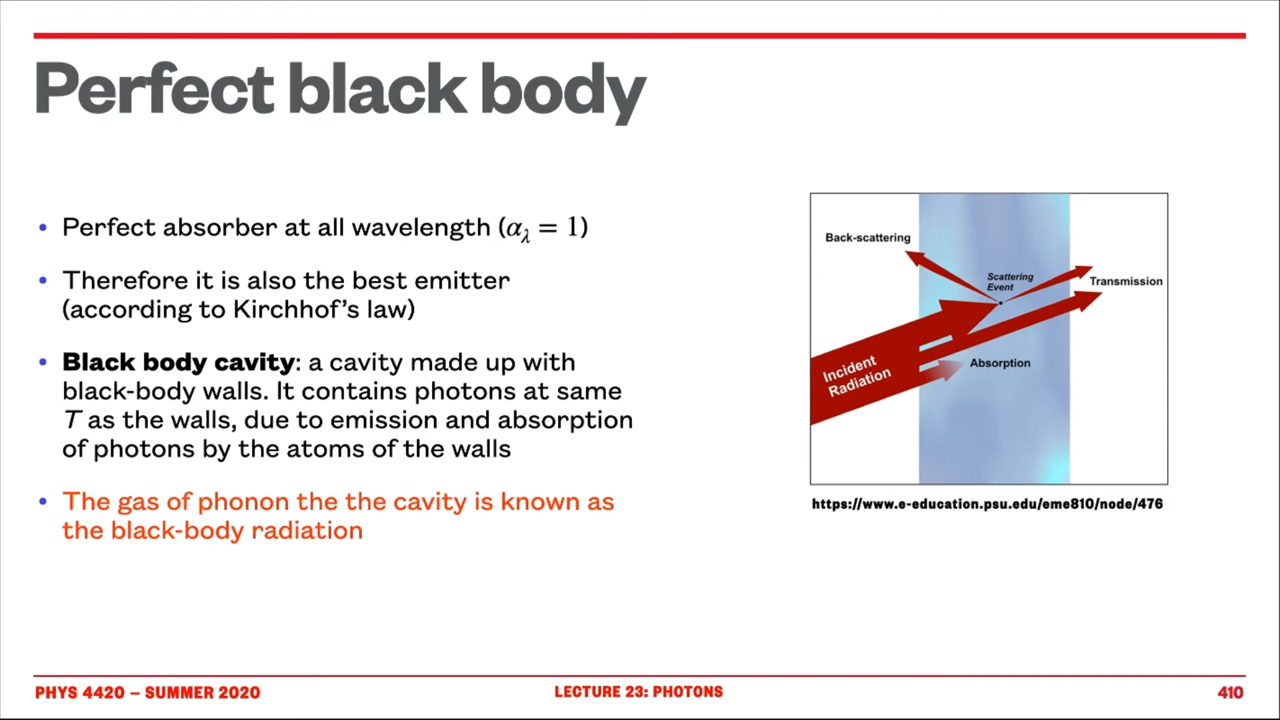 Perfect black body
• Perfect absorber at all wavelength (α_λ = 1)
• Therefore it is also the best emitter
(according to Kirchhof's law)
• Black body cavity: a cavity made up with
black-body walls. It contains photons at same
T as the walls, due to emission and absorption
of photons by the atoms of the walls
• The gas of phonon the the cavity is known as
the black-body radiation
Back-scattering
Scattering
Event
Transmission
Incident
Radiation
Absorption
https://www.e-education.psu.edu/eme810/node/476
PHYS 4420 – SUMMER 2020
LECTURE 23: PHOTONS
410